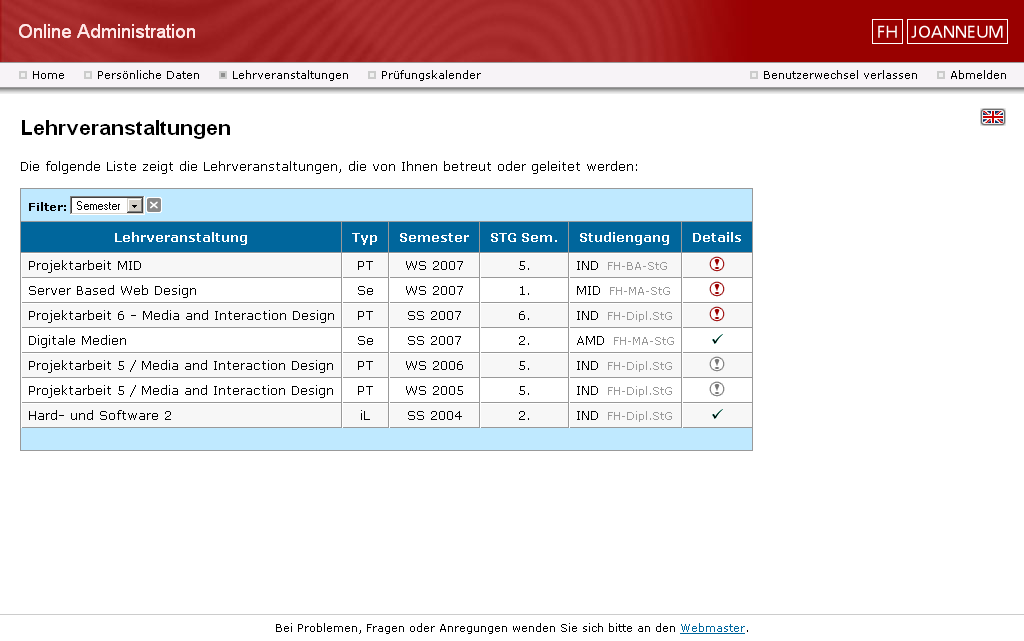 Online Administration
FH JOANNEUM
Home Persönliche Daten Lehrveranstaltungen Prüfungskalender Benutzerwechsel verlassen Abmelden
Lehrveranstaltungen
Die folgende Liste zeigt die Lehrveranstaltungen, die von Ihnen betreut oder geleitet werden:
Filter: Semester
Lehrveranstaltung Typ Semester STG Sem. Studiengang Details
Projektarbeit MID PT WS 2007 5. IND FH-BA-StG
Server Based Web Design Se WS 2007 1. MID FH-MA-StG
Projektarbeit 6 - Media and Interaction Design PT SS 2007 6. IND FH-Dipl.StG
Digitale Medien Se SS 2007 2. AMD FH-MA-StG
Projektarbeit 5 / Media and Interaction Design PT WS 2006 5. IND FH-Dipl.StG
Projektarbeit 5 / Media and Interaction Design PT WS 2005 5. IND FH-Dipl.StG
Hard- und Software 2 iL SS 2004 2. IND FH-Dipl.StG
Bei Problemen, Fragen oder Anregungen wenden Sie sich bitte an den Webmaster.